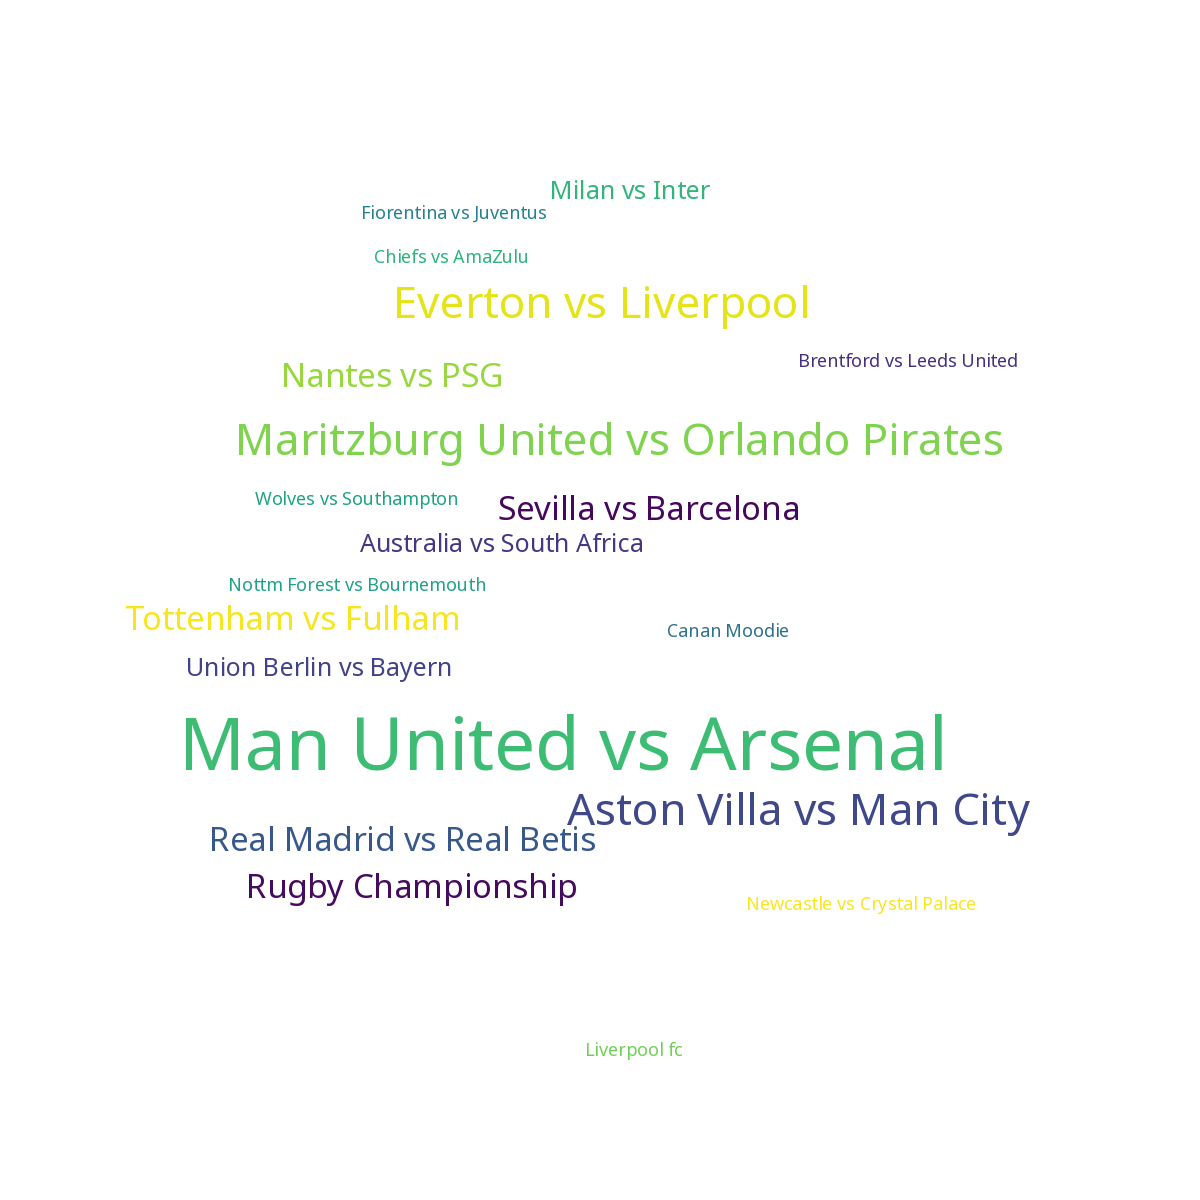 Milan vs Inter
Fiorentina vs Juventus
Chiefs vs AmaZulu
Everton vs Liverpool
Brentford vs Leeds United
Nantes vs PSG
Maritzburg United vs Orlando Pirates
Wolves vs Southampton
Sevilla vs Barcelona
Australia vs South Africa
Nottm Forest vs Bournemouth
Tottenham vs Fulham
Canan Moodie
Union Berlin vs Bayern
Man United vs Arsenal
Aston Villa vs Man City
Real Madrid vs Real Betis
Rugby Championship
Newcastle vs Crystal Palace
Liverpool fc